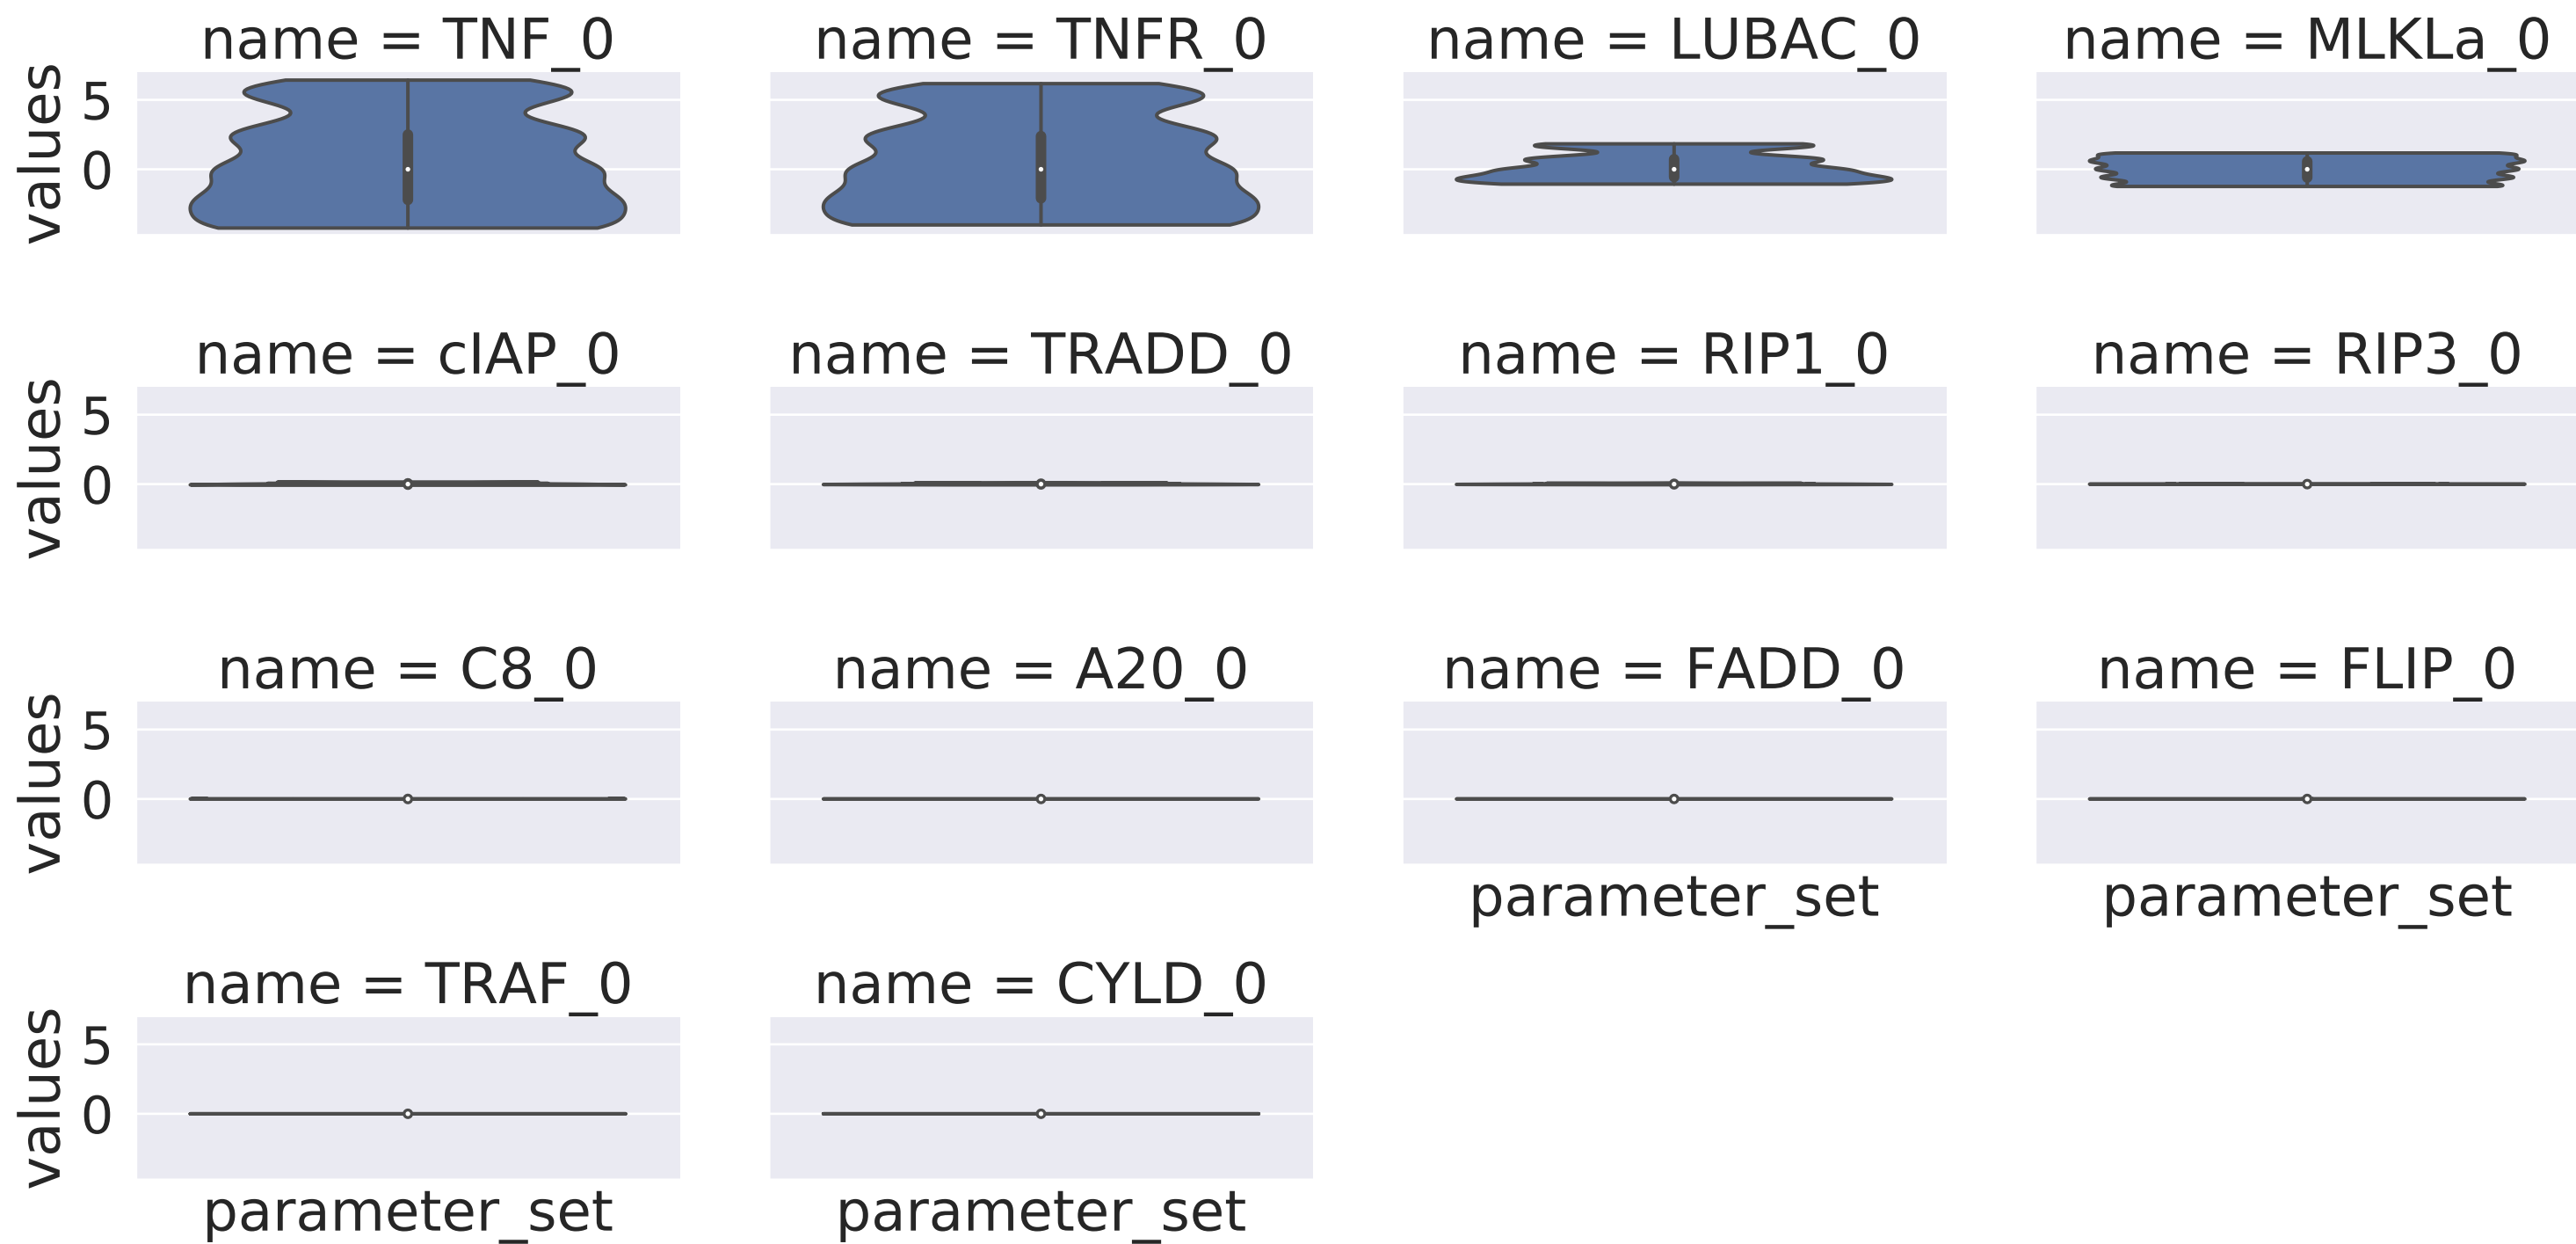 name = TNF_0
name = TNFR_0
name = LUBAC_0
name = MLKLa_0
values
5
0
name = cIAP_0
name = TRADD_0
name = RIP1_0
name = RIP3_0
values
5
0
name = C8_0
name = A20_0
name = FADD_0
name = FLIP_0
values
5
0
parameter_set
parameter_set
name = TRAF_0
name = CYLD_0
values
5
0
parameter_set
parameter_set